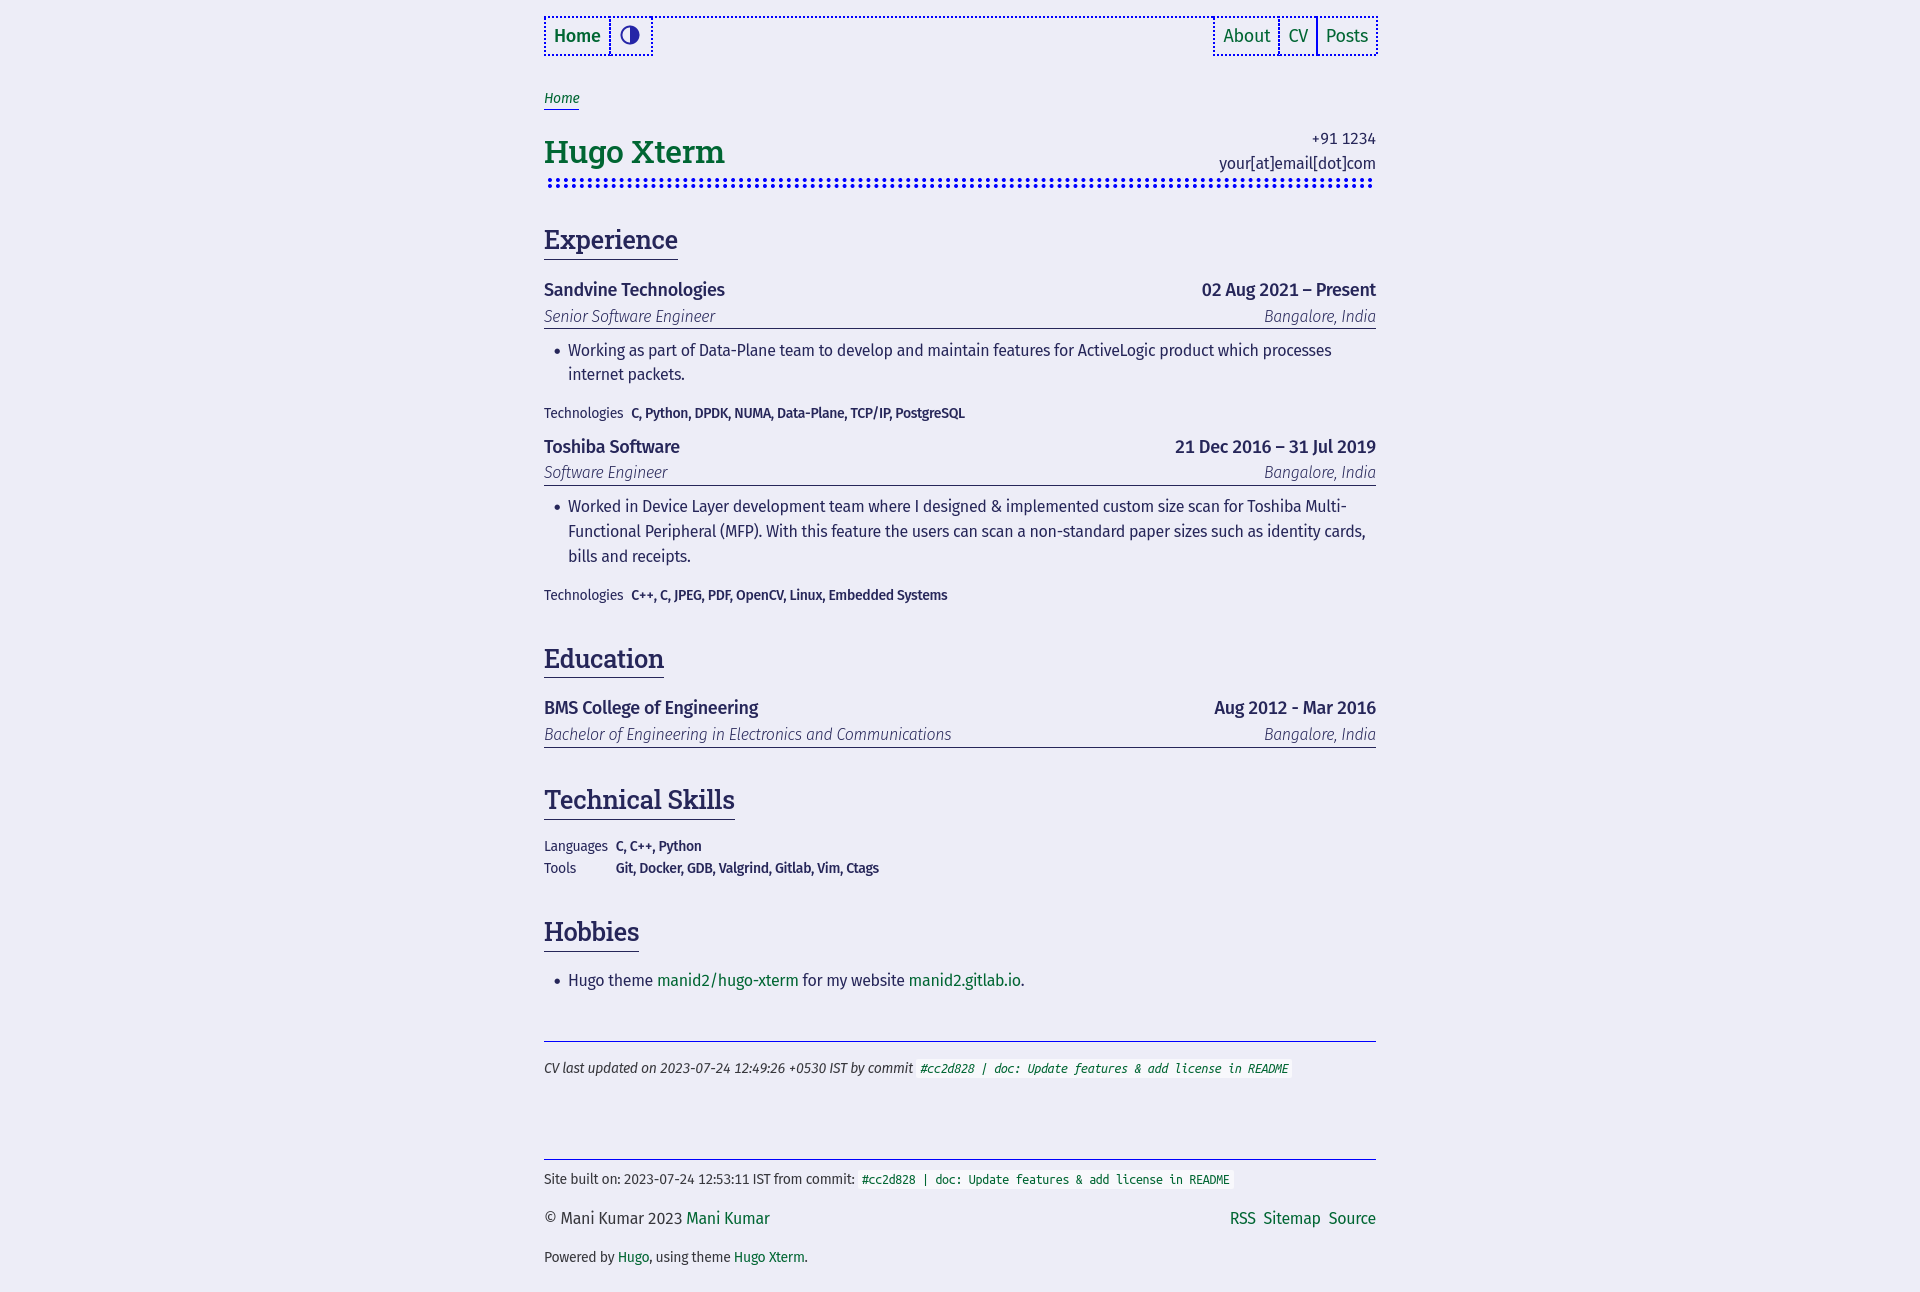 Home
About
CV
Posts
Home
Hugo Xterm
+91 1234
your[at]email[dot]com
Experience
Sandvine Technologies
02 Aug 2021 – Present
Senior Software Engineer
Bangalore, India
• Working as part of Data-Plane team to develop and maintain features for ActiveLogic product which processes
internet packets.
Technologies C, Python, DPDK, NUMA, Data-Plane, TCP/IP, PostgreSQL
Toshiba Software
21 Dec 2016 – 31 Jul 2019
Software Engineer
Bangalore, India
• Worked in Device Layer development team where I designed & implemented custom size scan for Toshiba Multi-
Functional Peripheral (MFP). With this feature the users can scan a non-standard paper sizes such as identity cards,
bills and receipts.
Technologies C++, C, JPEG, PDF, OpenCV, Linux, Embedded Systems
Education
BMS College of Engineering
Aug 2012 - Mar 2016
Bachelor of Engineering in Electronics and Communications
Bangalore, India
Technical Skills
Languages C, C++, Python
Tools Git, Docker, GDB, Valgrind, Gitlab, Vim, Ctags
Hobbies
• Hugo theme manid2/hugo-xterm for my website manid2.gitlab.io.
CV last updated on 2023-07-24 12:49:26 +0530 IST by commit #cc2d828 | doc: Update features & add license in README
Site built on: 2023-07-24 12:53:11 IST from commit: #cc2d828 | doc: Update features & add license in README
© Mani Kumar 2023 Mani Kumar
RSS Sitemap Source
Powered by Hugo, using theme Hugo Xterm.